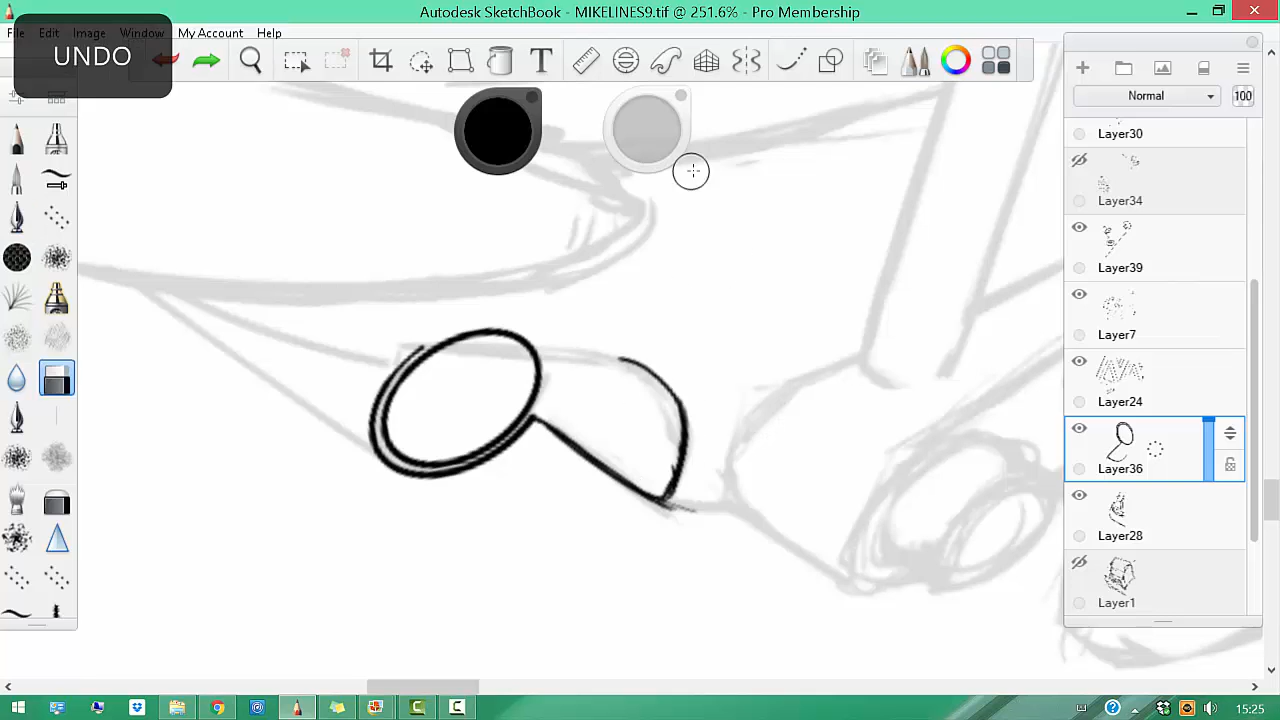 Autodesk SketchBook - MIKELINES9.tif @ 251.6% - Pro Membership
File Edit Image Window My Account Help
UNDO
T
Normal
100
Layer30
Layer34
Layer39
Layer7
Layer24
Layer36
Layer28
Layer1
15:25